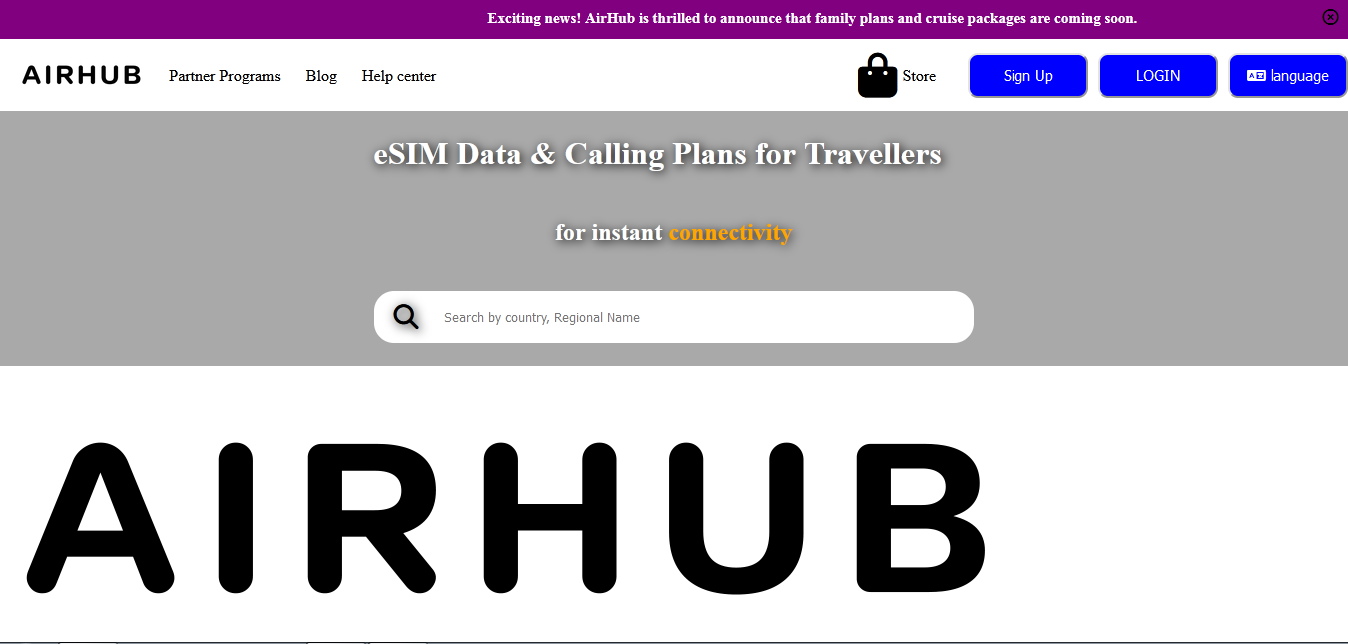 Exciting news! AirHub is thrilled to announce that family plans and cruise packages are coming soon.
AIRHUB Partner Programs Blog Help center Store Sign Up LOGIN language
eSIM Data & Calling Plans for Travellers
for instant connectivity
Search by country, Regional Name
AIRHUB